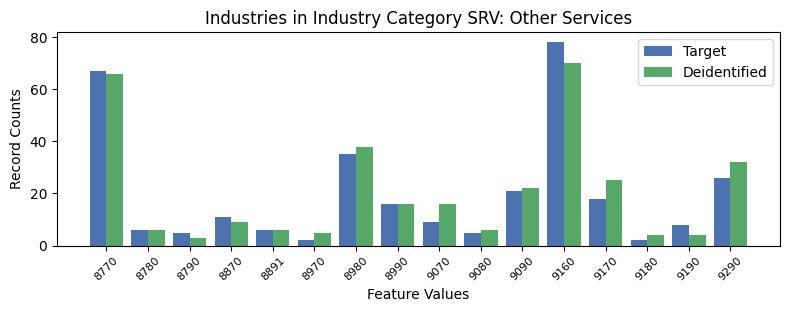 Industries in Industry Category SRV: Other Services
Target
Deidentified
Record Counts
80
60
40
20
0
8770 8780 8790 8870 8891 8970 8980 8990 9070 9080 9090 9160 9170 9180 9190 9290
Feature Values